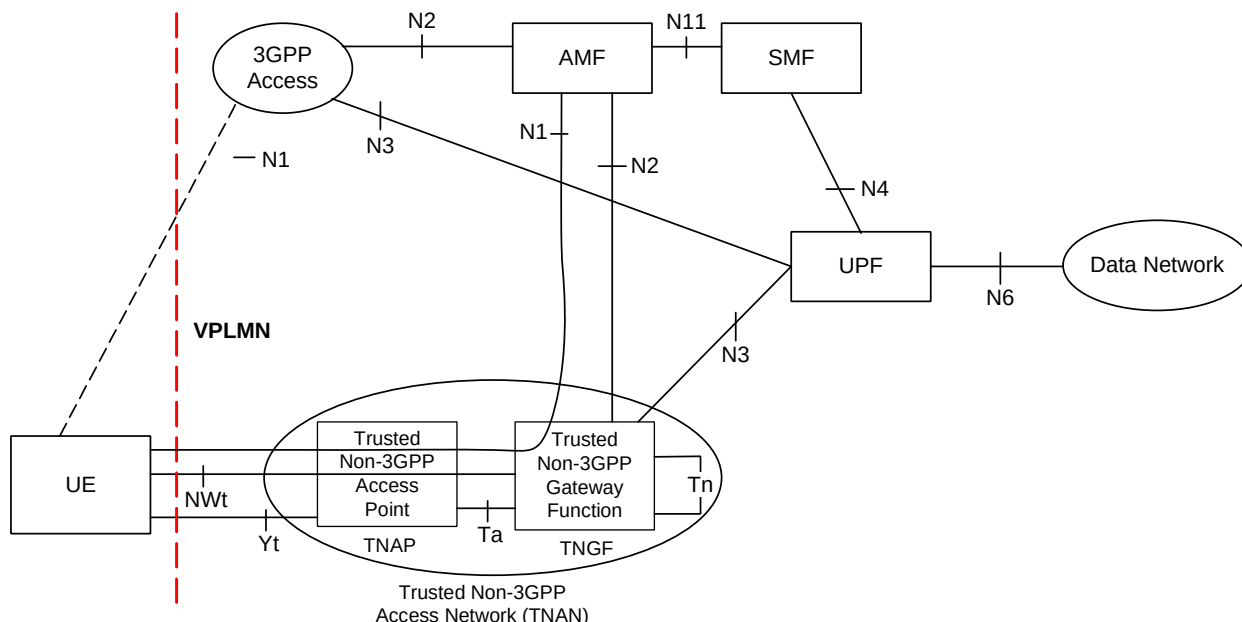 N2
N11
3GPP
Access
AMF
SMF
N1
N3
N1
N2
N4
UPF
Data Network
N6
N3
VPLMN
Trusted
Non-3GPP
Access
Point
Trusted
Non-3GPP
Gateway
Function
UE
NWt
Yt
Ta
Tn
TNAP
TNGF
Trusted Non-3GPP
Access Network (TNAN)